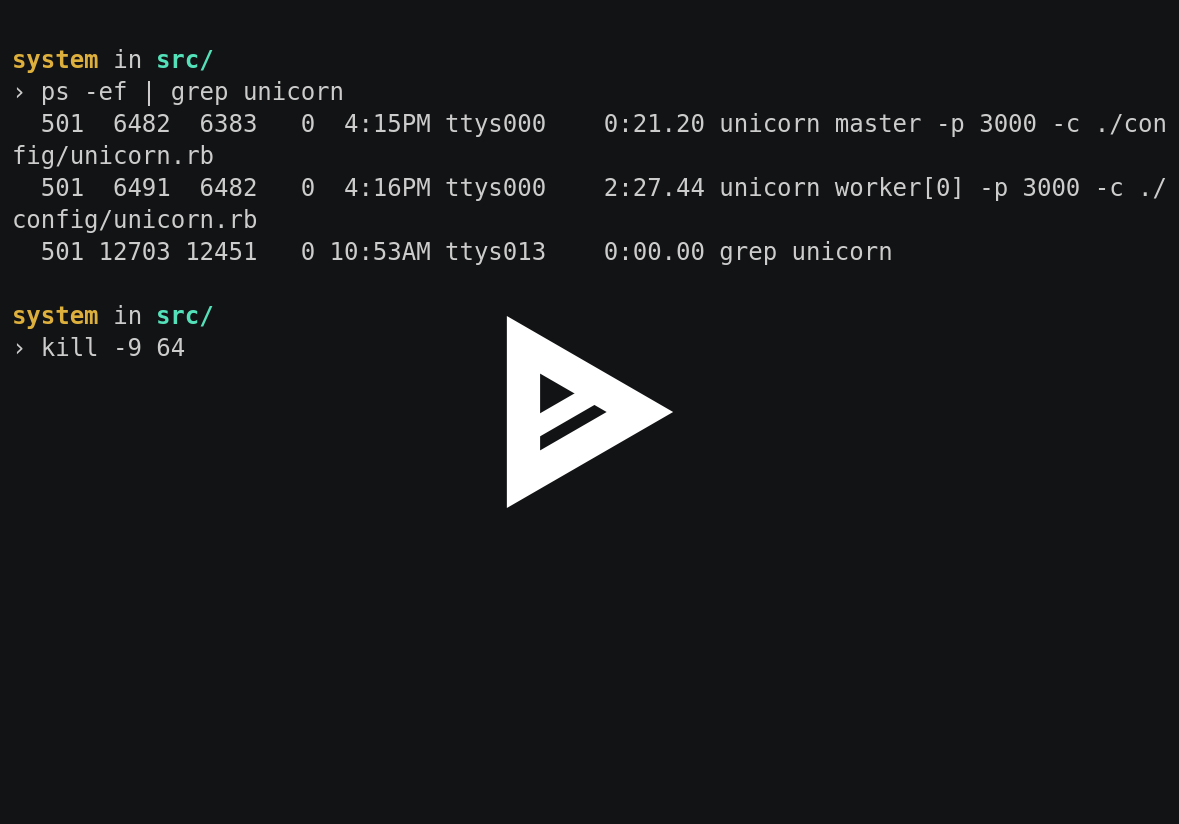 system in src/
› ps -ef | grep unicorn
  501  6482  6383   0  4:15PM ttys000    0:21.20 unicorn master -p 3000 -c ./con
fig/unicorn.rb
  501  6491  6482   0  4:16PM ttys000    2:27.44 unicorn worker[0] -p 3000 -c ./
config/unicorn.rb
  501 12703 12451   0 10:53AM ttys013    0:00.00 grep unicorn
system in src/
› kill -9 64